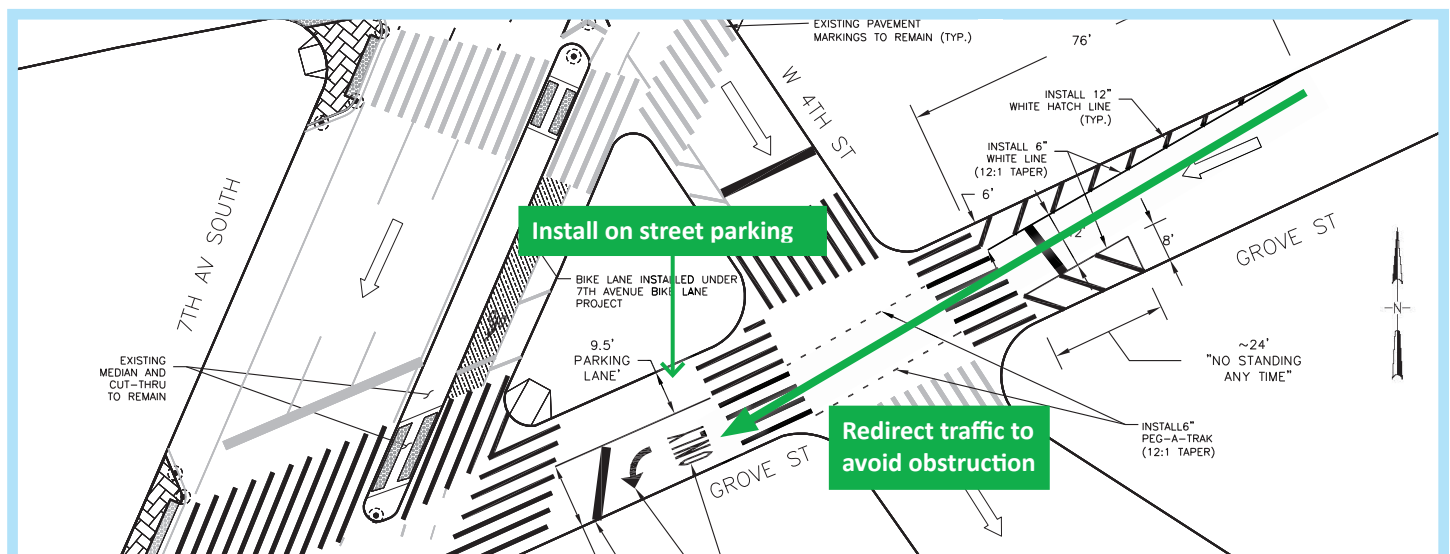 EXISTING PAVEMENT
MARKINGS TO REMAIN (TYP.)
76'
W 4TH ST
INSTALL 12"
WHITE HATCH LINE
(TYP.)
INSTALL 6"
WHITE LINE
(12:1 TAPER)
6'
8'
GROVE ST
7TH AV SOUTH
Install on street parking
BIKE LANE INSTALLED UNDER
7TH AVENUE BIKE LANE
PROJECT
N
9.5'
PARKING
LANE'
EXISTING
MEDIAN AND
CUT-THRU
TO REMAIN
~24'
"NO STANDING
ANY TIME"
Redirect traffic to
avoid obstruction
INSTALL6"
PEG-A-TRAK
(12:1 TAPER)
ONLY
GROVE ST